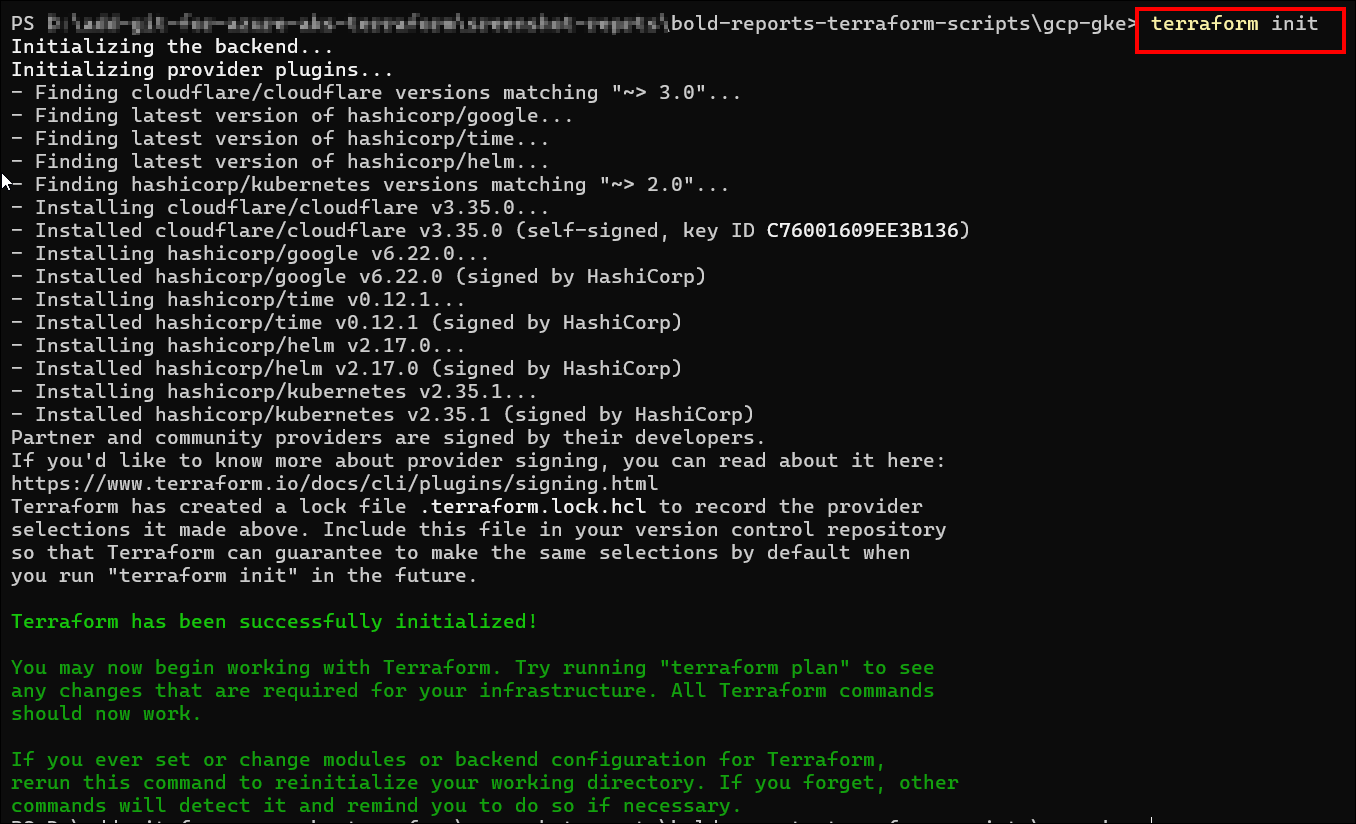 PS \bold-reports-terraform-scripts\gcp-gke> terraform init
Initializing the backend...
Initializing provider plugins...
- Finding cloudflare/cloudflare versions matching "~> 3.0"...
- Finding latest version of hashicorp/google...
- Finding latest version of hashicorp/time...
- Finding latest version of hashicorp/helm...
- Finding hashicorp/kubernetes versions matching "~> 2.0"...
- Installing cloudflare/cloudflare v3.35.0...
- Installed cloudflare/cloudflare v3.35.0 (self-signed, key ID C76001609EE3B136)
- Installing hashicorp/google v6.22.0...
- Installed hashicorp/google v6.22.0 (signed by HashiCorp)
- Installing hashicorp/time v0.12.1...
- Installed hashicorp/time v0.12.1 (signed by HashiCorp)
- Installing hashicorp/helm v2.17.0...
- Installed hashicorp/helm v2.17.0 (signed by HashiCorp)
- Installing hashicorp/kubernetes v2.35.1...
- Installed hashicorp/kubernetes v2.35.1 (signed by HashiCorp)
Partner and community providers are signed by their developers.
If you'd like to know more about provider signing, you can read about it here:
https://www.terraform.io/docs/cli/plugins/signing.html
Terraform has created a lock file .terraform.lock.hcl to record the provider
selections it made above. Include this file in your version control repository
so that Terraform can guarantee to make the same selections by default when
you run "terraform init" in the future.
Terraform has been successfully initialized!
You may now begin working with Terraform. Try running "terraform plan" to see
any changes that are required for your infrastructure. All Terraform commands
should now work.
If you ever set or change modules or backend configuration for Terraform,
rerun this command to reinitialize your working directory. If you forget, other
commands will detect it and remind you to do so if necessary.